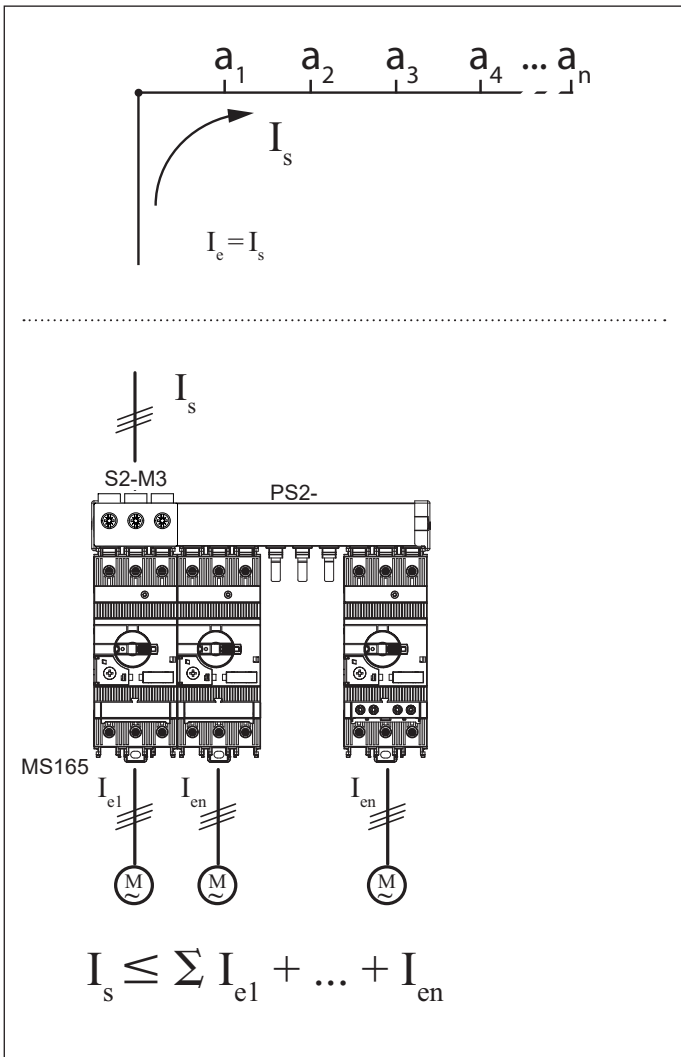 a1 a2 a3 a4 ... an
Is
Ie = Is
Is
S2-M3 PS2-
MS165
Ie1 Ien Ien
M M M
~ ~ ~
Is ≤ Σ Ie1 + ... + Ien